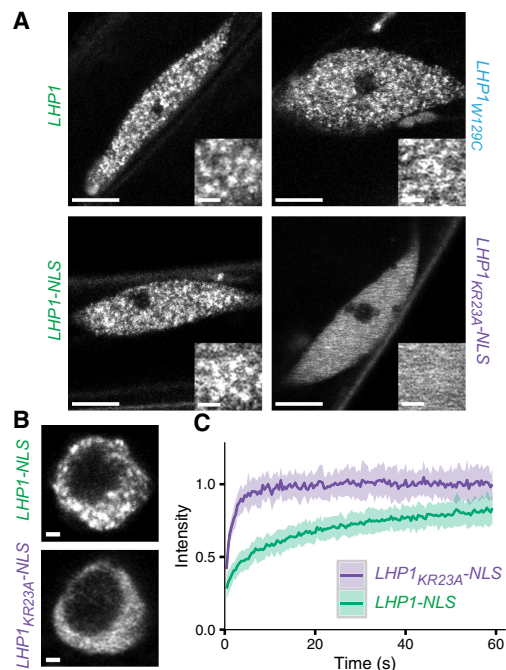 A
LHP1
LHP1W129C
LHP1-NLS
LHP1KR23A-NLS
B
LHP1-NLS
LHP1KR23A-NLS
C
Intensity
1.0
0.5
0.0
0
20
40
60
Time (s)
LHP1KR23A-NLS
LHP1-NLS